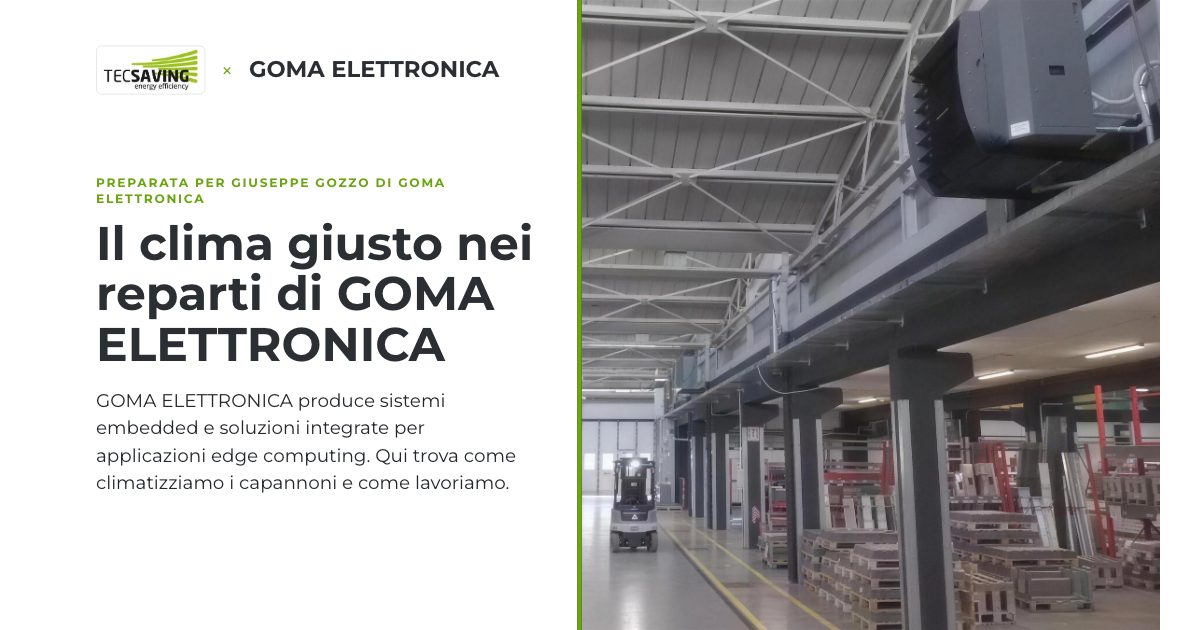 TECSAVING
energy efficiency
× GOMA ELETTRONICA
PREPARATA PER GIUSEPPE GOZZO DI GOMA
ELETTRONICA
Il clima giusto nei
reparti di GOMA
ELETTRONICA
GOMA ELETTRONICA produce sistemi
embedded e soluzioni integrate per
applicazioni edge computing. Qui trova come
climatizziamo i capannoni e come lavoriamo.